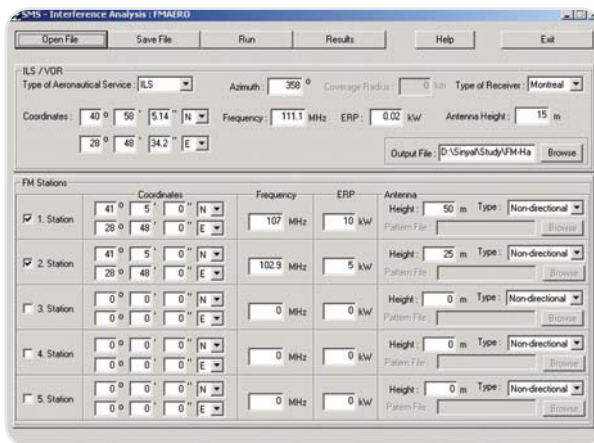 SMS - Interference Analysis : FMAERO
Open File Save File Run Results Help Exit
ILS / VOR
Type of Aeronautical Service : ILS Azimuth : 358 ° Coverage Radius : 0 km Type of Receiver : Montreal
Coordinates : 40 ° 58 ' 5.14 " N Frequency : 111.1 MHz ERP : 0.02 kW Antenna Height : 15 m
28 ° 48 ' 34.2 " E
Output File : D:\Sinyal\Study\FM-Ha Browse
FM Stations
Coordinates Frequency ERP Antenna
1. Station 41 ° 5 ' 0 " N 107 MHz 10 kW Height : 50 m Type : Non-directional
28 ° 48 ' 0 " E Pattern File : Browse
2. Station 41 ° 5 ' 0 " N 102.9 MHz 5 kW Height : 25 m Type : Non-directional
28 ° 48 ' 0 " E Pattern File : Browse
3. Station 0 ° 0 ' 0 " N 0 MHz 0 kW Height : 0 m Type : Non-directional
0 ° 0 ' 0 " E Pattern File : Browse
4. Station 0 ° 0 ' 0 " N 0 MHz 0 kW Height : 0 m Type : Non-directional
0 ° 0 ' 0 " E Pattern File : Browse
5. Station 0 ° 0 ' 0 " N 0 MHz 0 kW Height : 0 m Type : Non-directional
0 ° 0 ' 0 " E Pattern File : Browse